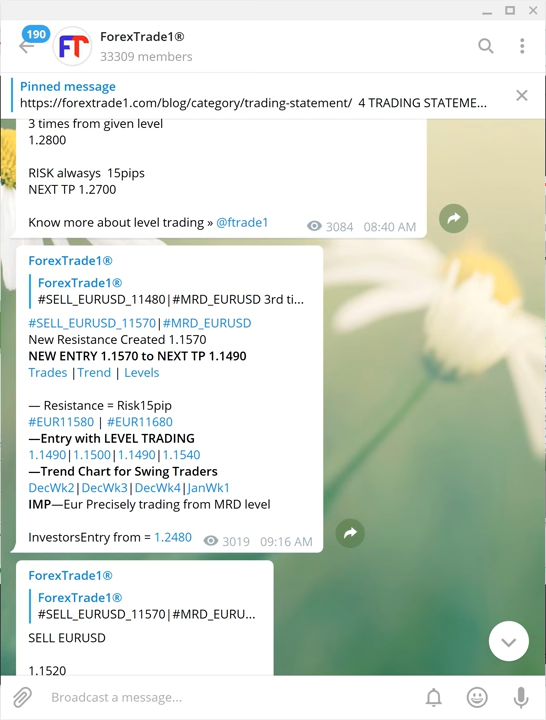 190
FT
ForexTrade1®
33309 members
Pinned message
https://forextrade1.com/blog/category/trading-statement/ 4 TRADING STATEME...
3 times from given level
1.2800
RISK alwasys 15pips
NEXT TP 1.2700
Know more about level trading » @ftrade1
3084 08:40 AM
ForexTrade1®
ForexTrade1®
#SELL_EURUSD_11480|#MRD_EURUSD 3rd ti...
#SELL_EURUSD_11570|#MRD_EURUSD
New Resistance Created 1.1570
NEW ENTRY 1.1570 to NEXT TP 1.1490
Trades |Trend | Levels
— Resistance = Risk15pip
#EUR11580 | #EUR11680
—Entry with LEVEL TRADING
1.1490|1.1500|1.1490|1.1540
—Trend Chart for Swing Traders
DecWk2|DecWk3|DecWk4|JanWk1
IMP—Eur Precisely trading from MRD level
InvestorsEntry from = 1.2480
3019 09:16 AM
ForexTrade1®
ForexTrade1®
#SELL_EURUSD_11570|#MRD_EURU...
SELL EURUSD
1.1520
Broadcast a message...